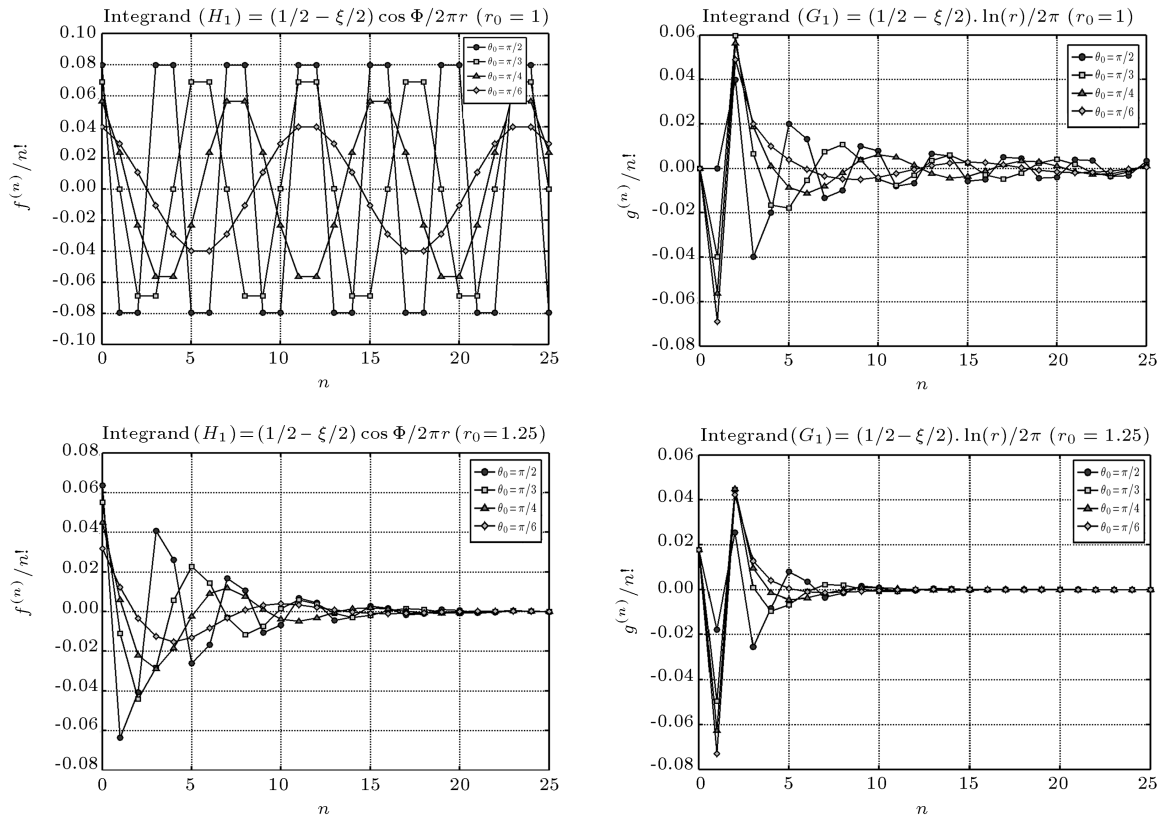 Integrand (H₁) = (1/2 − ξ/2) cos Φ/2πr (r₀ = 1)
f⁽ⁿ⁾/n!
0.10
0.08
0.06
0.04
0.02
0.00
-0.02
-0.04
-0.06
-0.08
-0.10
θ₀=π/2
θ₀=π/3
θ₀=π/4
θ₀=π/6
0 5 10 15 20 25
n
Integrand (G₁) = (1/2 − ξ/2). ln(r)/2π (r₀=1)
g⁽ⁿ⁾/n!
0.06
0.04
0.02
0.00
-0.02
-0.04
-0.06
-0.08
θ₀=π/2
θ₀=π/3
θ₀=π/4
θ₀=π/6
0 5 10 15 20 25
n
Integrand (H₁)=(1/2−ξ/2) cos Φ/2πr (r₀=1.25)
f⁽ⁿ⁾/n!
0.08
0.06
0.04
0.02
0.00
-0.02
-0.04
-0.06
-0.08
θ₀=π/2
θ₀=π/3
θ₀=π/4
θ₀=π/6
0 5 10 15 20 25
n
Integrand(G₁)= (1/2−ξ/2). ln(r)/2π (r₀ = 1.25)
g⁽ⁿ⁾/n!
0.06
0.04
0.02
0.00
-0.02
-0.04
-0.06
-0.08
θ₀=π/2
θ₀=π/3
θ₀=π/4
θ₀=π/6
0 5 10 15 20 25
n